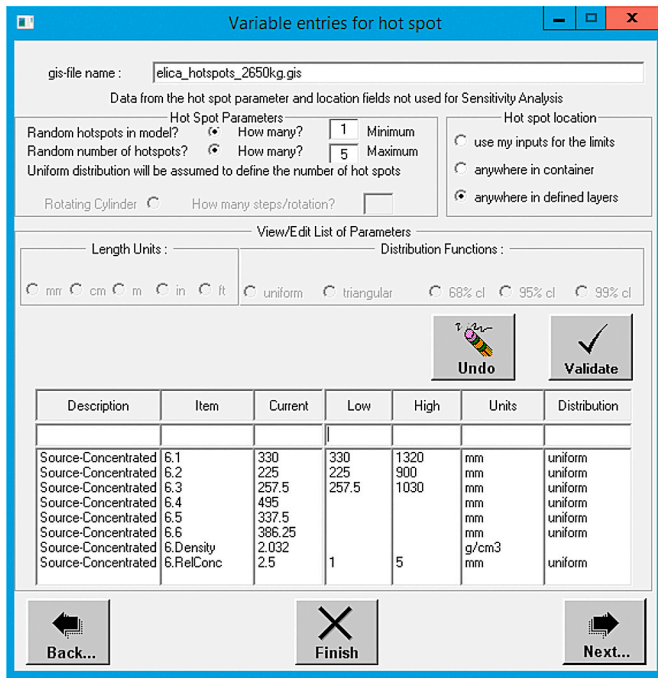 Variable entries for hot spot
gis-file name :
elica_hotspots_2650kg.gis
Data from the hot spot parameter and location fields not used for Sensitivity Analysis
Hot Spot Parameters
Random hotspots in model? How many? 1 Minimum
Random number of hotspots? How many? 5 Maximum
Uniform distribution will be assumed to define the number of hot spots
Rotating Cylinder How many steps/rotation?
Hot spot location
use my inputs for the limits
anywhere in container
anywhere in defined layers
View/Edit List of Parameters
Length Units :
mm cm m in ft
Distribution Functions :
uniform triangular 68% cl 95% cl 99% cl
Undo
Validate
Description Item Current Low High Units Distribution
Source-Concentrated 6.1 330 330 1320 mm uniform
Source-Concentrated 6.2 225 225 900 mm uniform
Source-Concentrated 6.3 257.5 257.5 1030 mm uniform
Source-Concentrated 6.4 495 mm uniform
Source-Concentrated 6.5 337.5 mm uniform
Source-Concentrated 6.6 386.25 mm uniform
Source-Concentrated 6.Density 2.032 g/cm3
Source-Concentrated 6.RelConc 2.5 1 5 mm uniform
Back...
Finish
Next...